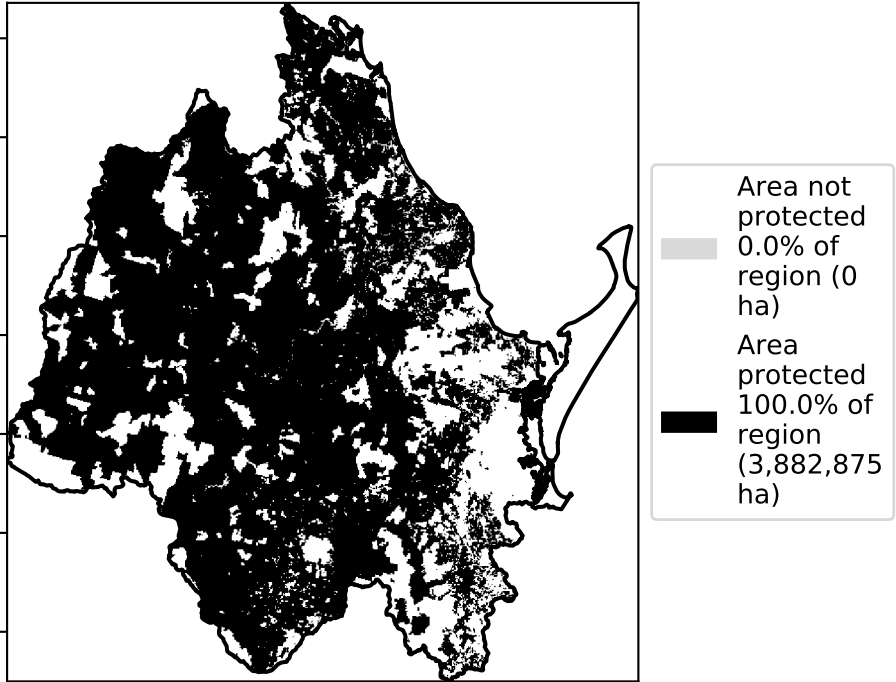 Area not
protected
0.0% of
region (0
ha)
Area
protected
100.0% of
region
(3,882,875
ha)